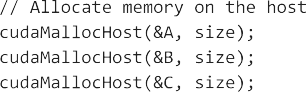 // Allocate memory on the host
cudaMallocHost(&A, size);
cudaMallocHost(&B, size);
cudaMallocHost(&C, size);